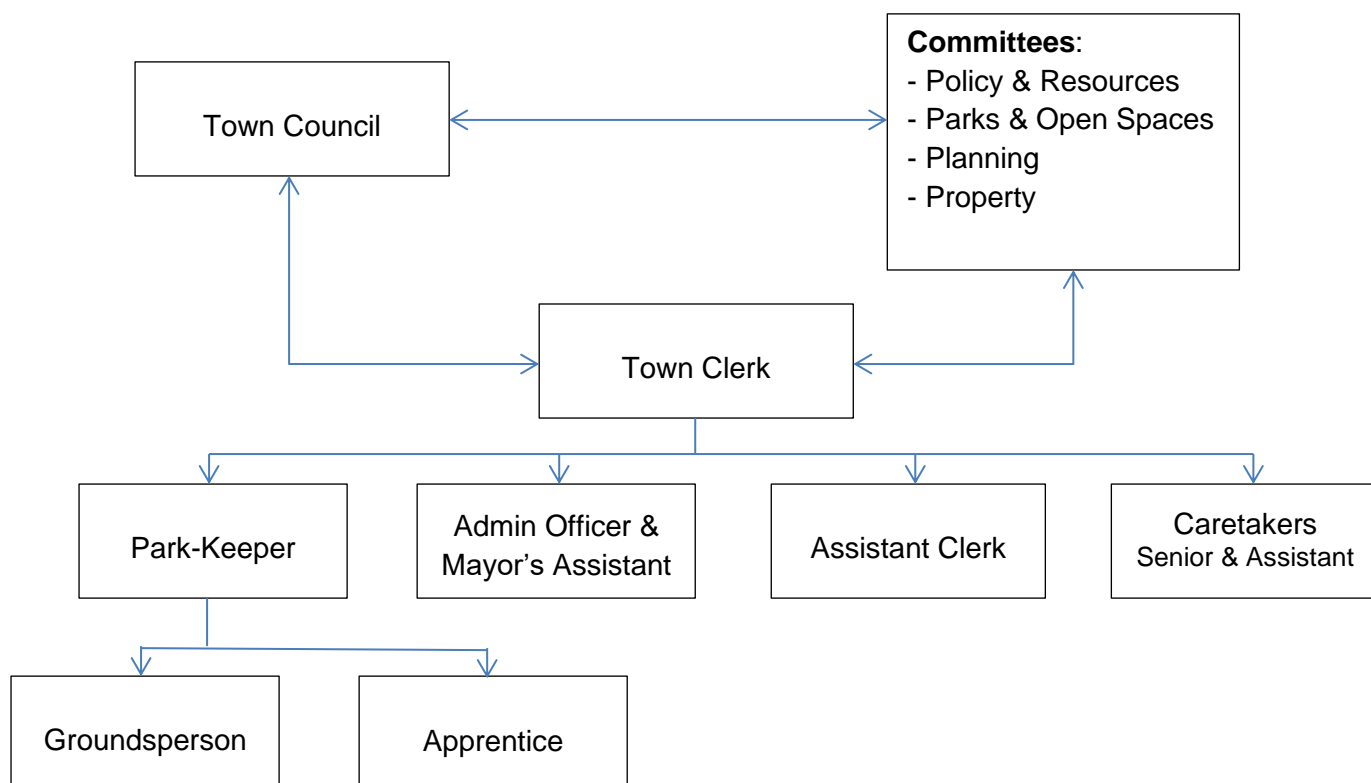 Committees:
- Policy & Resources
- Parks & Open Spaces
- Planning
- Property
Town Council
Town Clerk
Park-Keeper
Admin Officer &
Mayor's Assistant
Assistant Clerk
Caretakers
Senior & Assistant
Groundsperson
Apprentice